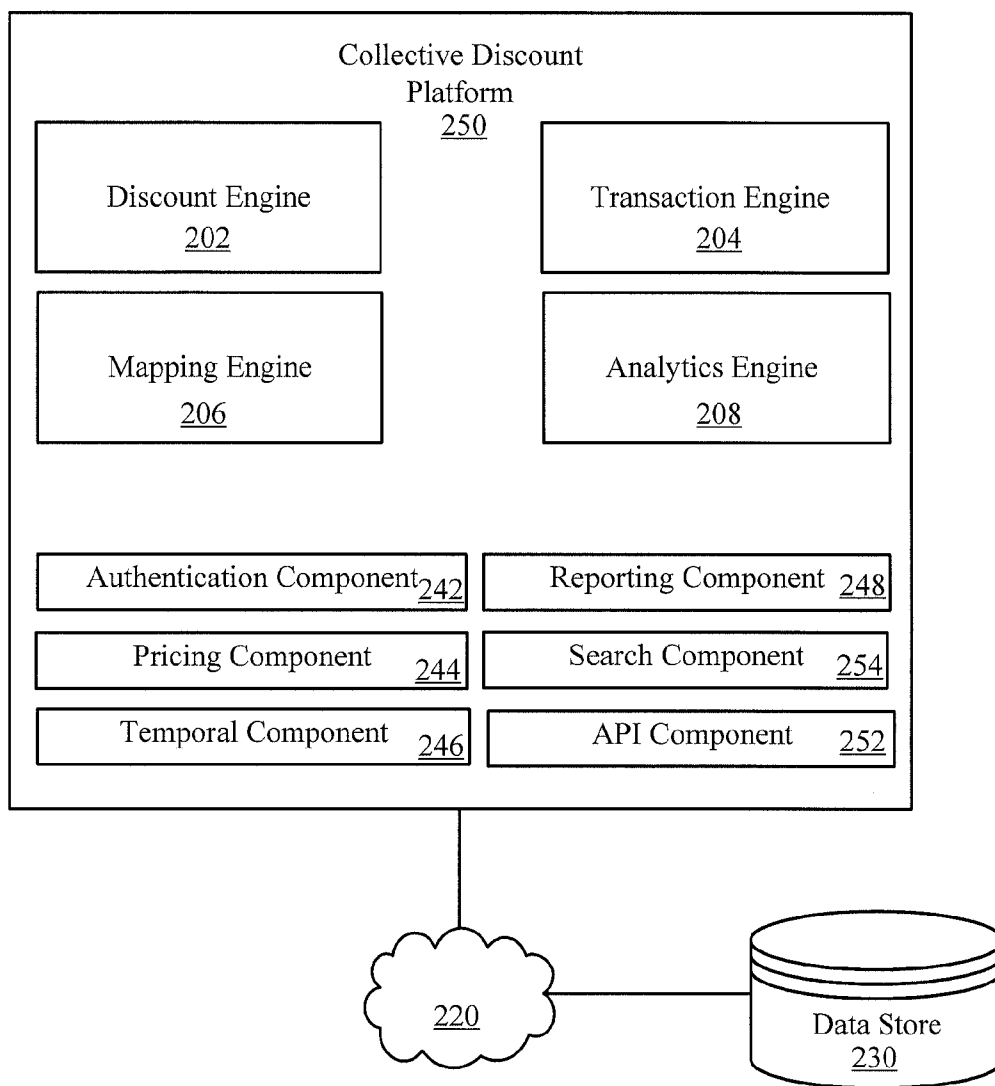 Collective Discount
Platform
250
Discount Engine
202
Transaction Engine
204
Mapping Engine
206
Analytics Engine
208
Authentication Component 242
Reporting Component 248
Pricing Component 244
Search Component 254
Temporal Component 246
API Component 252
220
Data Store
230